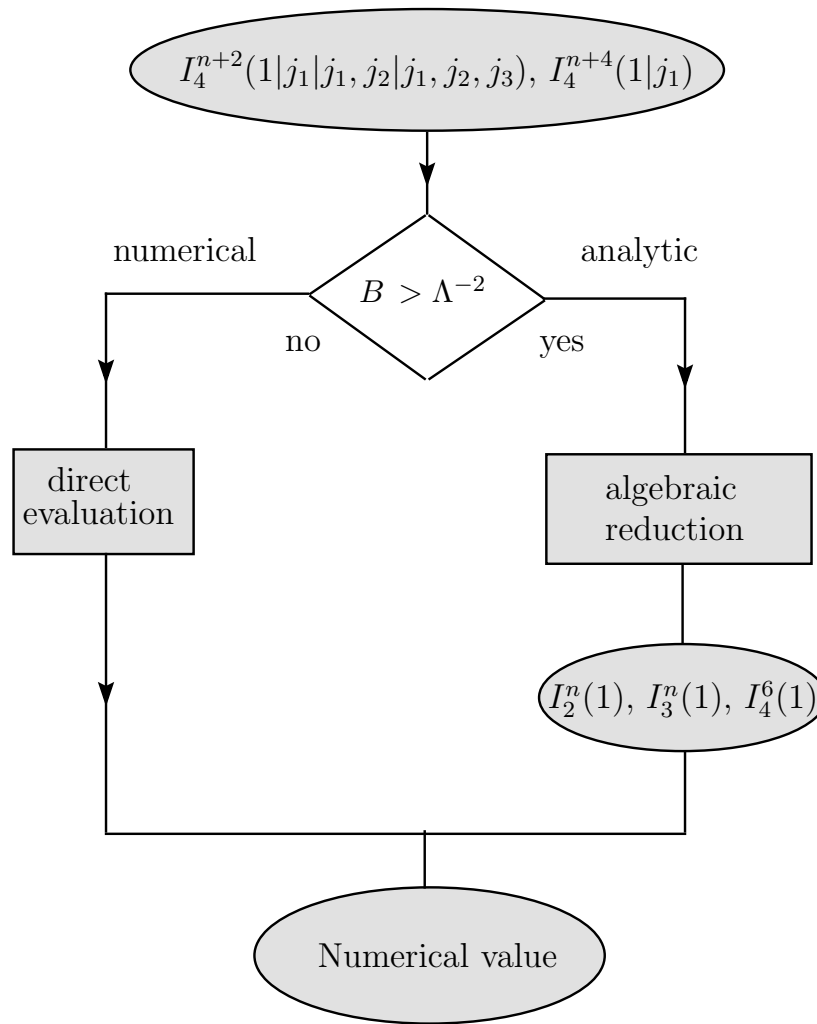 I_4^{n+2}(1|j_1|j_1, j_2|j_1, j_2, j_3), I_4^{n+4}(1|j_1)
numerical
analytic
B > Λ^{-2}
no
yes
direct
evaluation
algebraic
reduction
I_2^n(1), I_3^n(1), I_4^6(1)
Numerical value